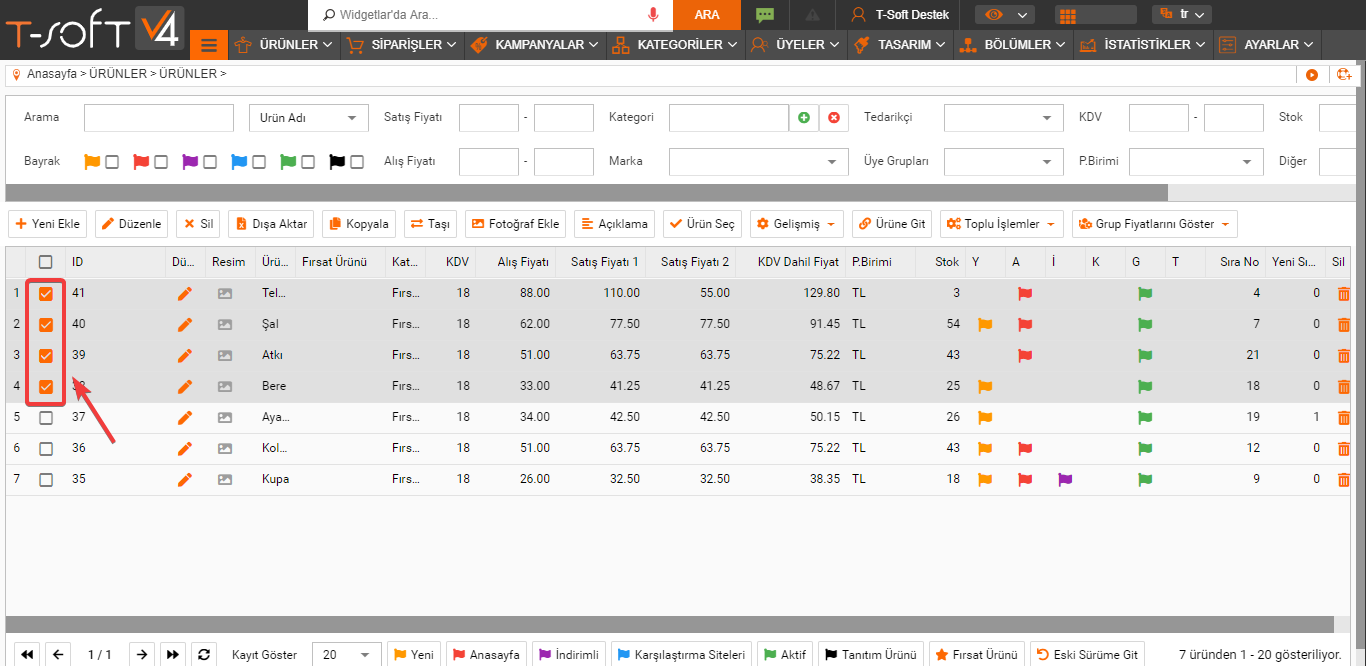 T-SOFT V4
Widgetlar'da Ara...
ARA
T-Soft Destek
tr
ÜRÜNLER
SİPARİŞLER
KAMPANYALAR
KATEGORİLER
ÜYELER
TASARIM
BÖLÜMLER
İSTATİSTİKLER
AYARLAR
Anasayfa > ÜRÜNLER > ÜRÜNLER >
Arama Ürün Adı Satış Fiyatı - Kategori Tedarikçi KDV - Stok
Bayrak Alış Fiyatı - Marka Üye Grupları P.Birimi Diğer
Yeni Ekle Düzenle Sil Dışa Aktar Kopyala Taşı Fotoğraf Ekle Açıklama Ürün Seç Gelişmiş Ürüne Git Toplu İşlemler Grup Fiyatlarını Göster
ID Dü... Resim Ürü... Fırsat Ürünü Kat... KDV Alış Fiyatı Satış Fiyatı 1 Satış Fiyatı 2 KDV Dahil Fiyat P.Birimi Stok Y A İ K G T Sıra No Yeni Sı... Sil
1 41 Tel... Fırs... 18 88.00 110.00 55.00 129.80 TL 3 4 0
2 40 Şal Fırs... 18 62.00 77.50 77.50 91.45 TL 54 7 0
3 39 Atkı Fırs... 18 51.00 63.75 63.75 75.22 TL 43 21 0
4 38 Bere Fırs... 18 33.00 41.25 41.25 48.67 TL 25 18 0
5 37 Aya... Fırs... 18 34.00 42.50 42.50 50.15 TL 26 19 1
6 36 Kol... Fırs... 18 51.00 63.75 63.75 75.22 TL 43 12 0
7 35 Kupa Fırs... 18 26.00 32.50 32.50 38.35 TL 18 9 0
1 / 1 Kayıt Göster 20 Yeni Anasayfa İndirimli Karşılaştırma Siteleri Aktif Tanıtım Ürünü Fırsat Ürünü Eski Sürüme Git 7 üründen 1 - 20 gösteriliyor.